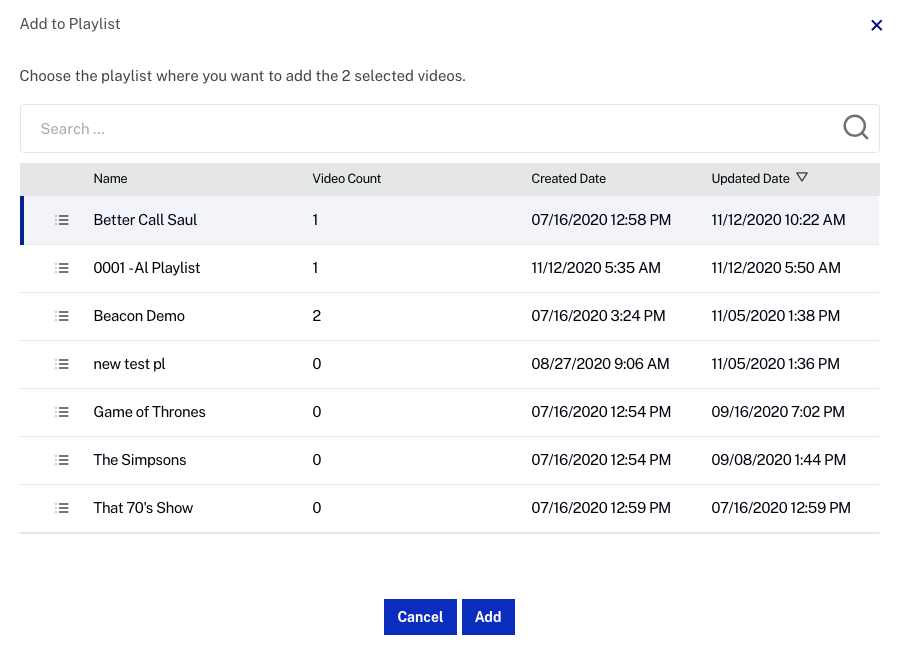 Add to Playlist
Choose the playlist where you want to add the 2 selected videos.
Search ...
Name Video Count Created Date Updated Date
Better Call Saul 1 07/16/2020 12:58 PM 11/12/2020 10:22 AM
0001 -Al Playlist 1 11/12/2020 5:35 AM 11/12/2020 5:50 AM
Beacon Demo 2 07/16/2020 3:24 PM 11/05/2020 1:38 PM
new test pl 0 08/27/2020 9:06 AM 11/05/2020 1:36 PM
Game of Thrones 0 07/16/2020 12:54 PM 09/16/2020 7:02 PM
The Simpsons 0 07/16/2020 12:54 PM 09/08/2020 1:44 PM
That 70's Show 0 07/16/2020 12:59 PM 07/16/2020 12:59 PM
Cancel Add